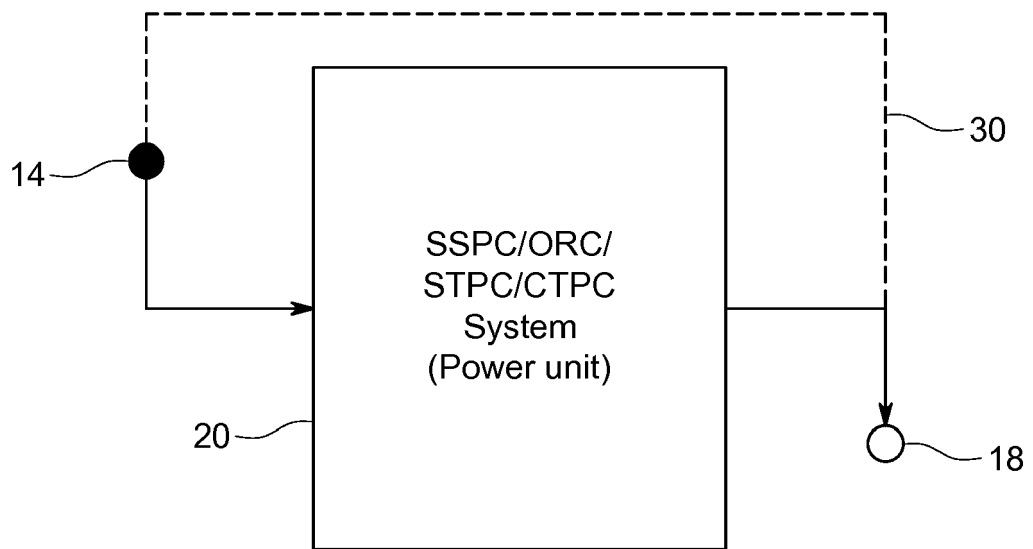 30
14
SSPC/ORC/
STPC/CTPC
System
(Power unit)
20
18